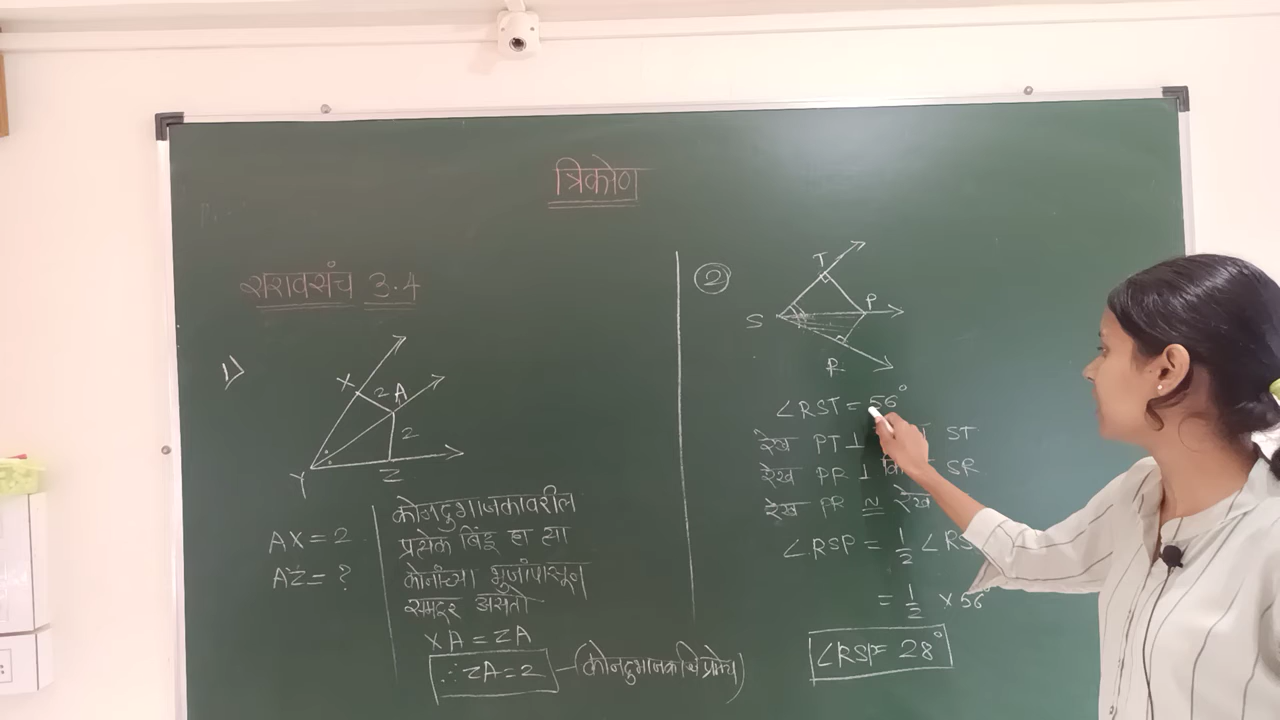 त्रिकोण
सरावसंच 3.4
1)
X
2
A
2
Y
Z
AX = 2
AZ = ?
कोनदुभाजकावरील
प्रत्येक बिंदू हा त्या
कोनाच्या भुजांपासून
समदूर असतो
XA = ZA
∴ ZA = 2 – (कोनदुभाजकाचे प्रमेय)
2
T
S
P
R
∠RST = 56°
रेख PT ⊥ ST
रेख PR ⊥ कि SR
रेख PR ≅ रेख
∠RSP = 1/2 ∠RS
= 1/2 × 56°
∠RSP = 28°